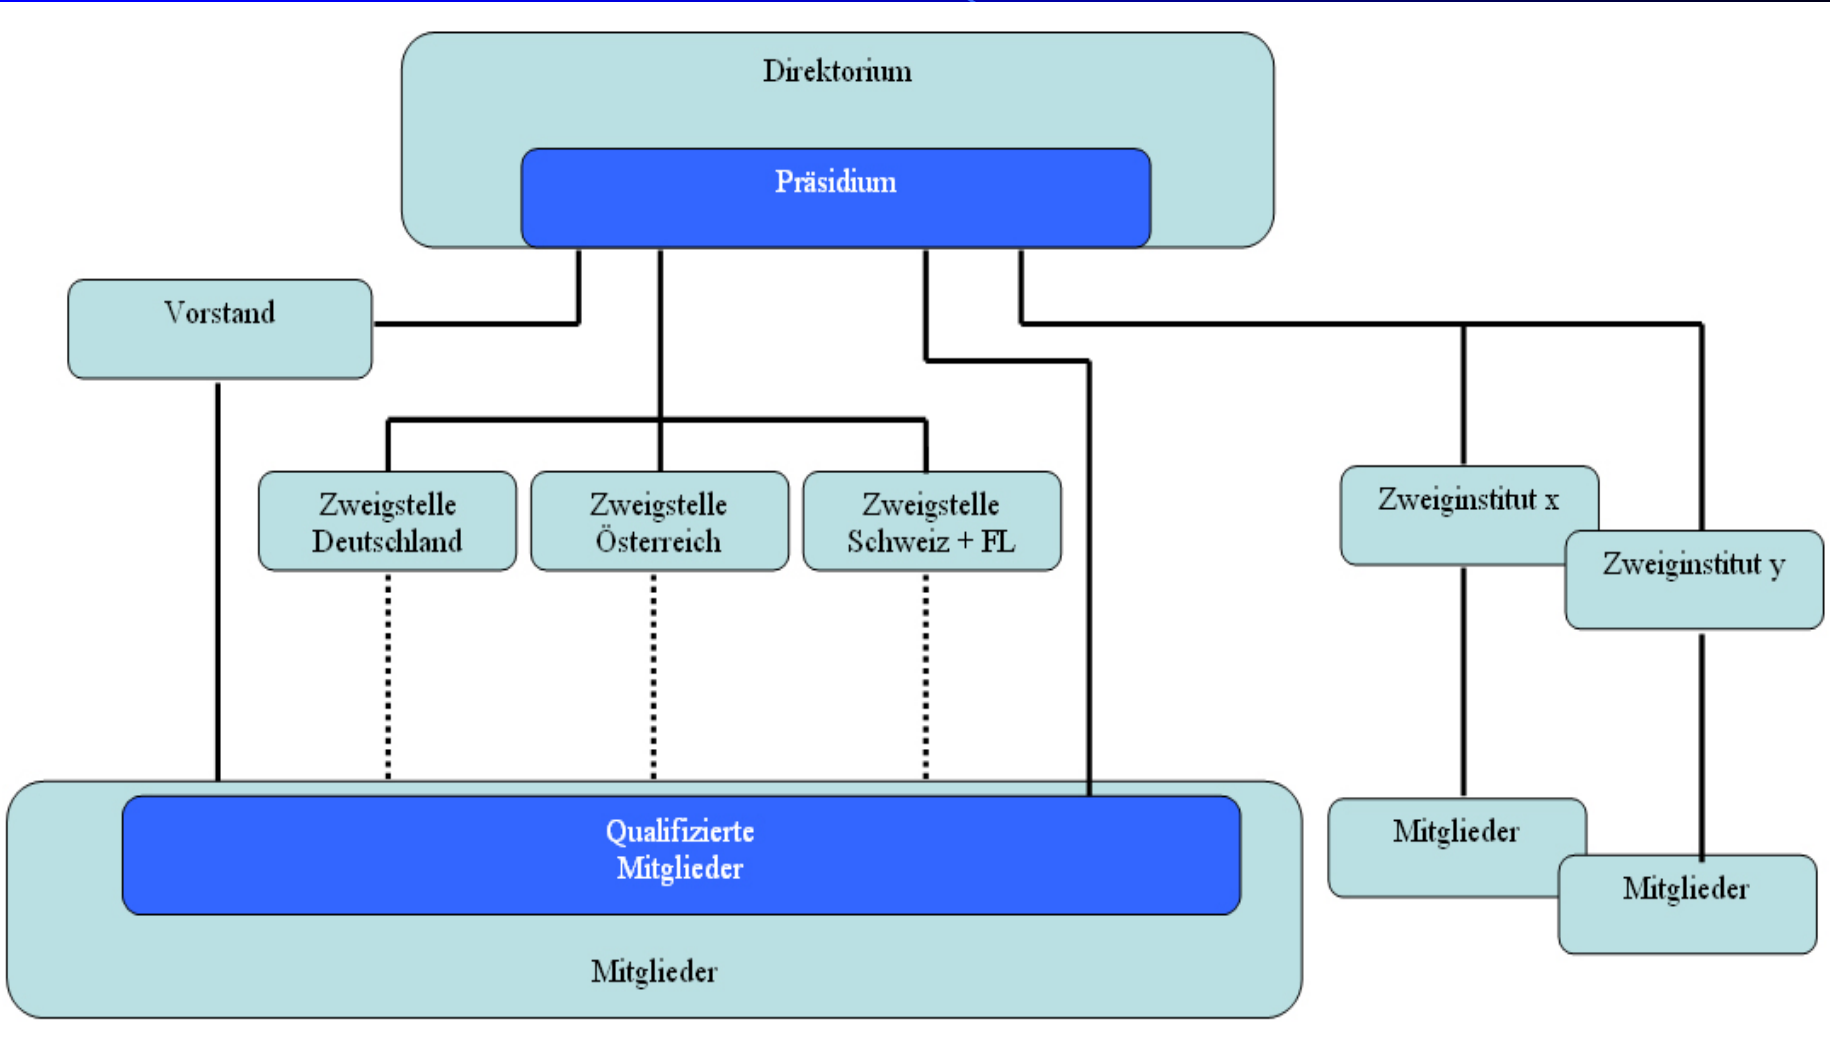 Direktorium
Präsidium
Vorstand
Zweigstelle
Deutschland
Zweigstelle
Österreich
Zweigstelle
Schweiz + FL
Zweiginstitut x
Zweiginstitut y
Qualifizierte
Mitglieder
Mitglieder
Mitglieder
Mitglieder